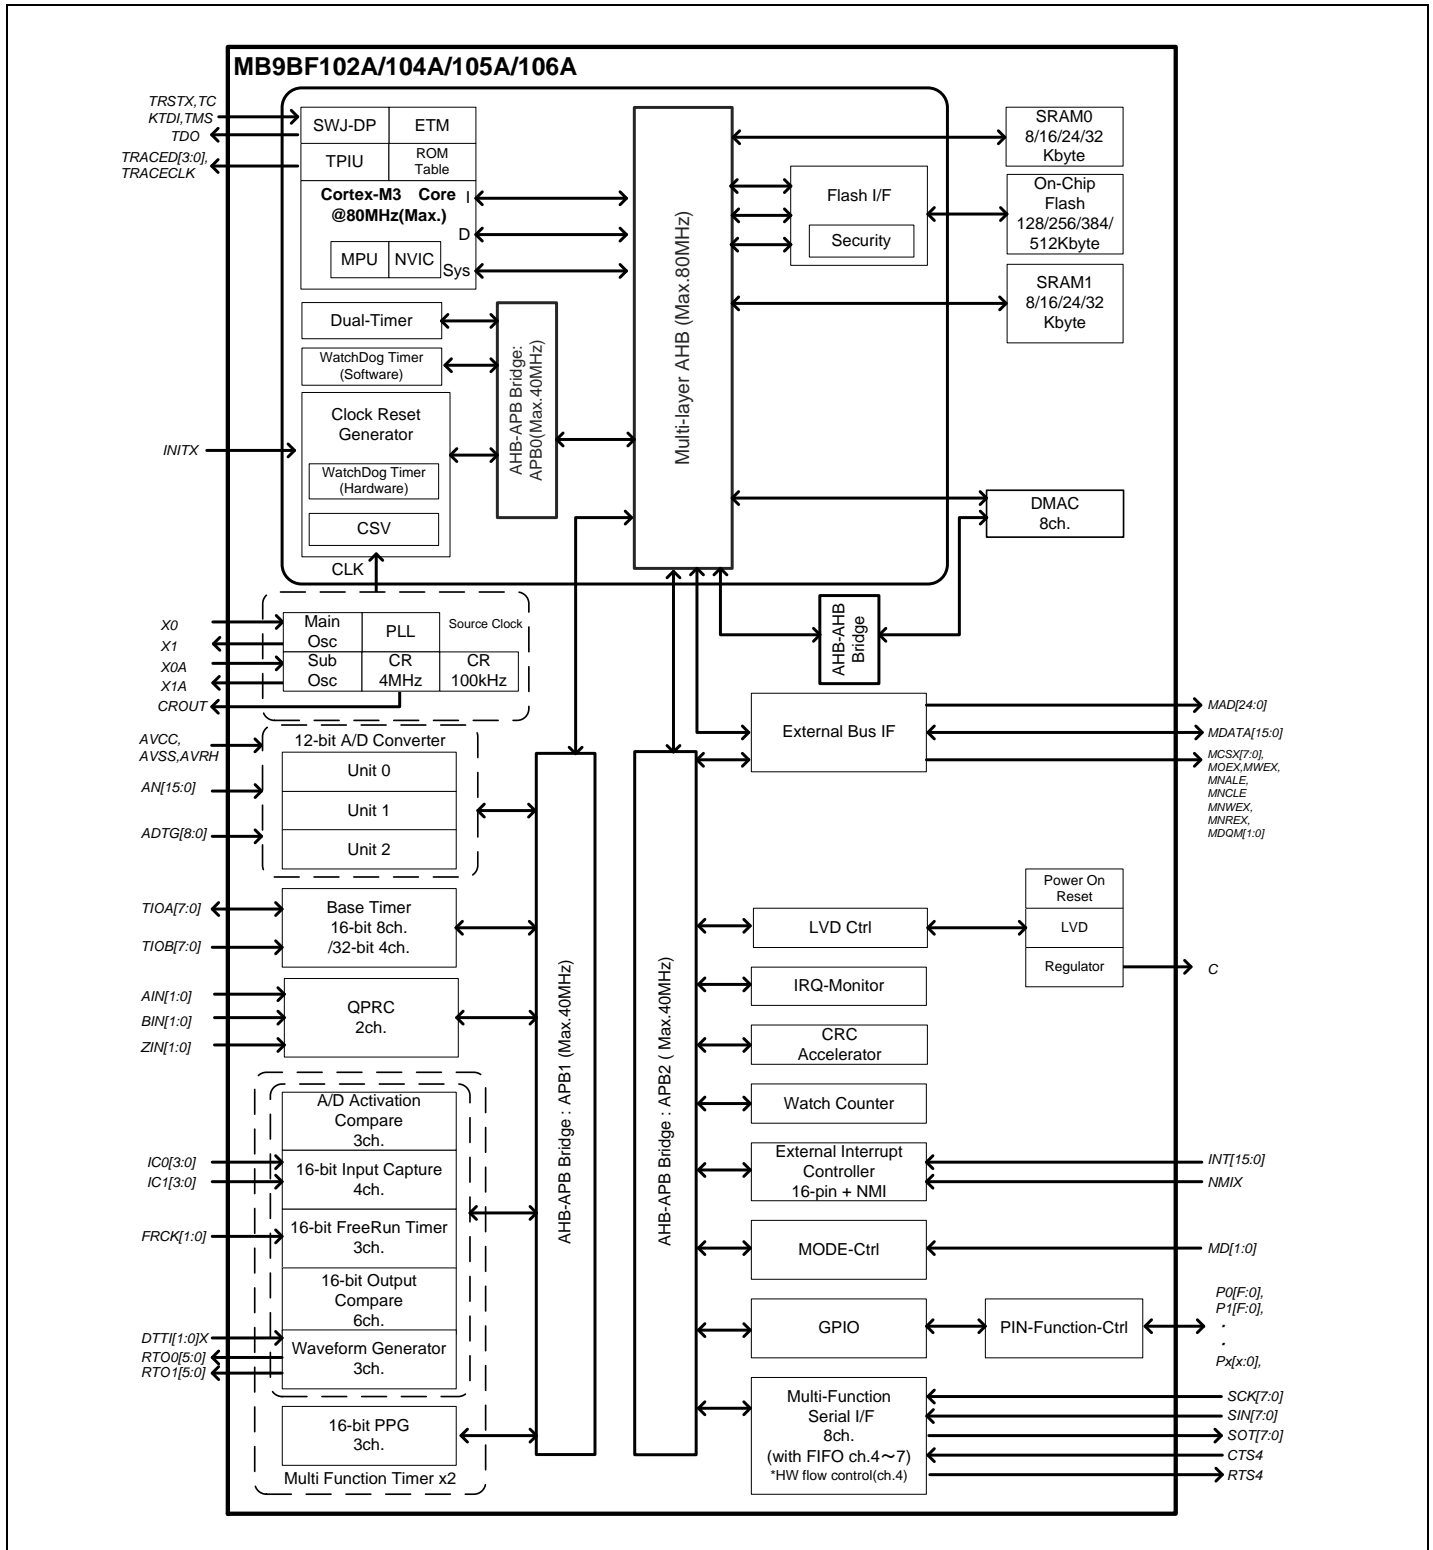 MB9BF102A/104A/105A/106A
TRSTX,TC
KTDI,TMS
TDO
TRACED[3:0],
TRACECLK
SWJ-DP
ETM
TPIU
ROM
Table
Cortex-M3 Core
@80MHz(Max.)
I
D
Sys
MPU
NVIC
Dual-Timer
WatchDog Timer
(Software)
Clock Reset
Generator
WatchDog Timer
(Hardware)
CSV
INITX
CLK
AHB-APB Bridge:
APB0(Max.40MHz)
Multi-layer AHB (Max.80MHz)
Flash I/F
Security
SRAM0
8/16/24/32
Kbyte
On-Chip
Flash
128/256/384/
512Kbyte
SRAM1
8/16/24/32
Kbyte
DMAC
8ch.
AHB-AHB
Bridge
X0
X1
X0A
X1A
CROUT
Main
Osc
PLL
Source Clock
Sub
Osc
CR
4MHz
CR
100kHz
AVCC,
AVSS,AVRH
AN[15:0]
ADTG[8:0]
12-bit A/D Converter
Unit 0
Unit 1
Unit 2
TIOA[7:0]
TIOB[7:0]
Base Timer
16-bit 8ch.
/32-bit 4ch.
AIN[1:0]
BIN[1:0]
ZIN[1:0]
QPRC
2ch.
A/D Activation
Compare
3ch.
IC0[3:0]
IC1[3:0]
16-bit Input Capture
4ch.
FRCK[1:0]
16-bit FreeRun Timer
3ch.
16-bit Output
Compare
6ch.
DTTI[1:0]X
RTO0[5:0]
RTO1[5:0]
Waveform Generator
3ch.
16-bit PPG
3ch.
Multi Function Timer x2
AHB-APB Bridge : APB1 (Max.40MHz)
AHB-APB Bridge : APB2 ( Max.40MHz)
External Bus IF
MAD[24:0]
MDATA[15:0]
MCSX[7:0],
MOEX,MWEX,
MNALE,
MNCLE
MNWEX,
MNREX,
MDQM[1:0]
LVD Ctrl
Power On
Reset
LVD
Regulator
C
IRQ-Monitor
CRC
Accelerator
Watch Counter
External Interrupt
Controller
16-pin + NMI
INT[15:0]
NMIX
MODE-Ctrl
MD[1:0]
GPIO
PIN-Function-Ctrl
P0[F:0],
P1[F:0],
・
・
Px[x:0],
Multi-Function
Serial I/F
8ch.
(with FIFO ch.4～7)
*HW flow control(ch.4)
SCK[7:0]
SIN[7:0]
SOT[7:0]
CTS4
RTS4